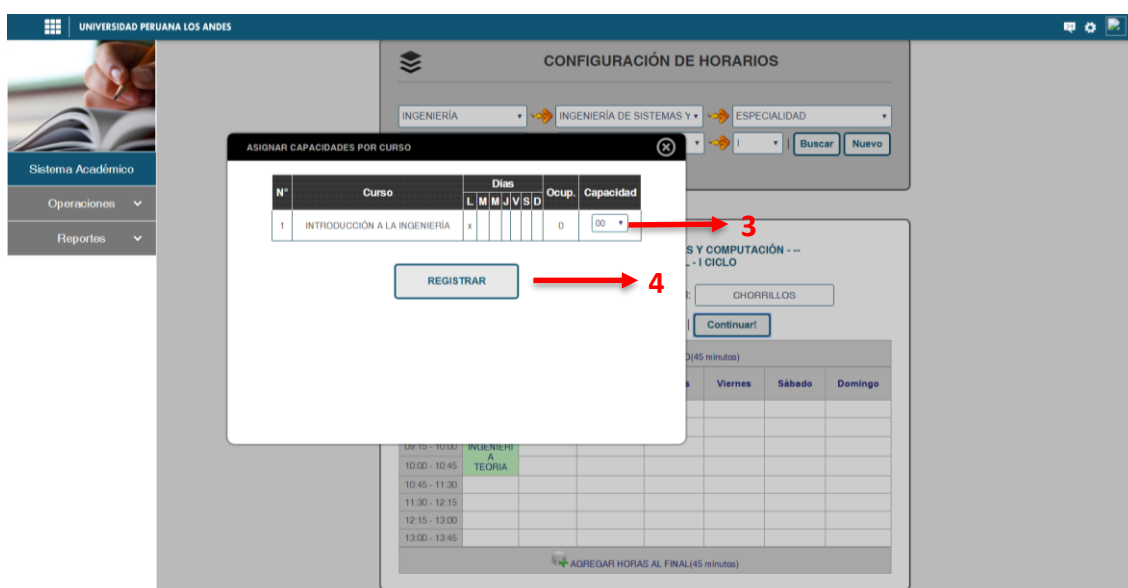 UNIVERSIDAD PERUANA LOS ANDES
CONFIGURACIÓN DE HORARIOS
INGENIERÍA INGENIERÍA DE SISTEMAS Y ESPECIALIDAD
I | Buscar Nuevo
Sistema Académico
Operaciones
Reportes
ASIGNAR CAPACIDADES POR CURSO
N° Curso Dias Ocup. Capacidad
L M M J V S D
1 INTRODUCCIÓN A LA INGENIERÍA x 0 00
3
REGISTRAR
4
S Y COMPUTACIÓN - --
- I CICLO
CHORRILLOS
| Continuar!
(45 minutos)
Viernes Sábado Domingo
09:15 - 10:00 INGENIERI
A
10:00 - 10:45 TEORIA
10:45 - 11:30
11:30 - 12:15
12:15 - 13:00
13:00 - 13:45
AGREGAR HORAS AL FINAL(45 minutos)